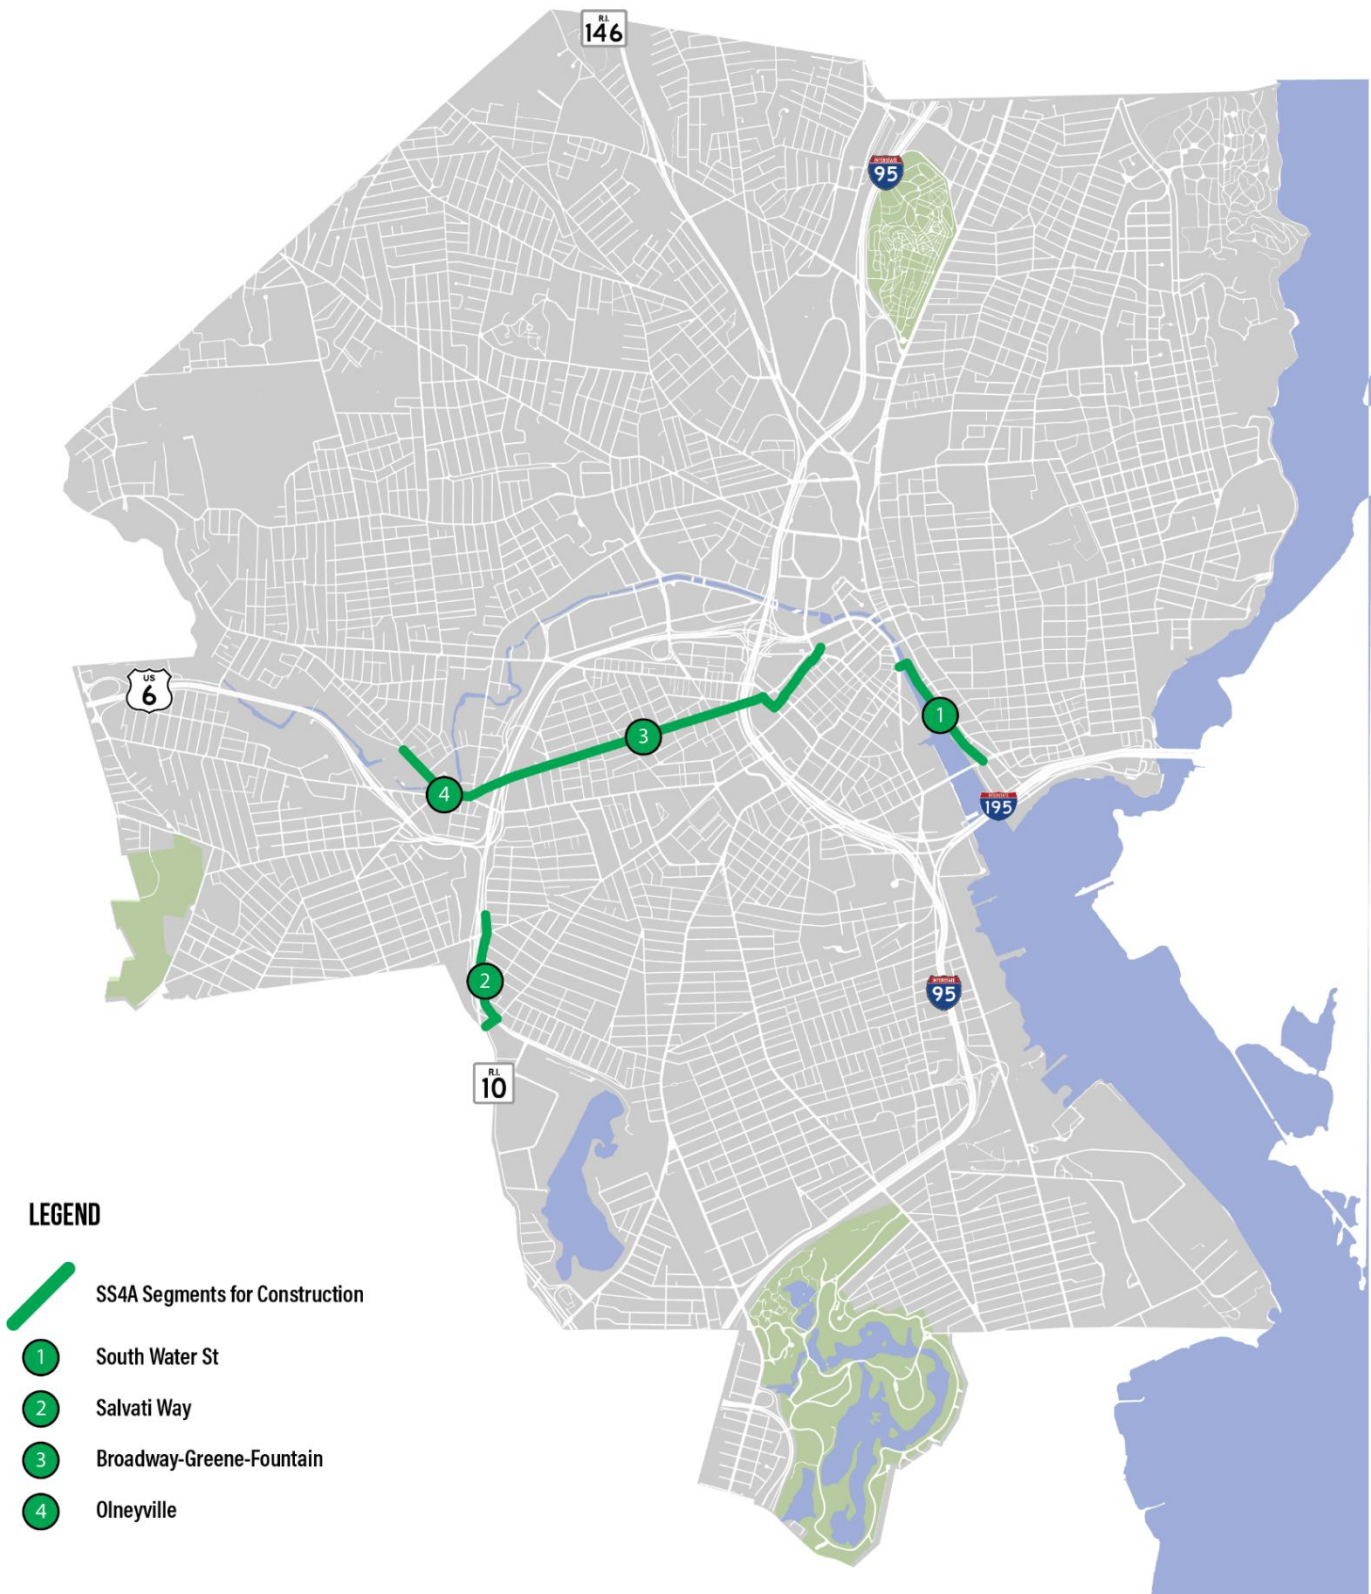 R.I.
146
INTERSTATE
95
US
6
3
1
4
INTERSTATE
195
2
INTERSTATE
95
R.I.
10
LEGEND
SS4A Segments for Construction
1 South Water St
2 Salvati Way
3 Broadway-Greene-Fountain
4 Olneyville